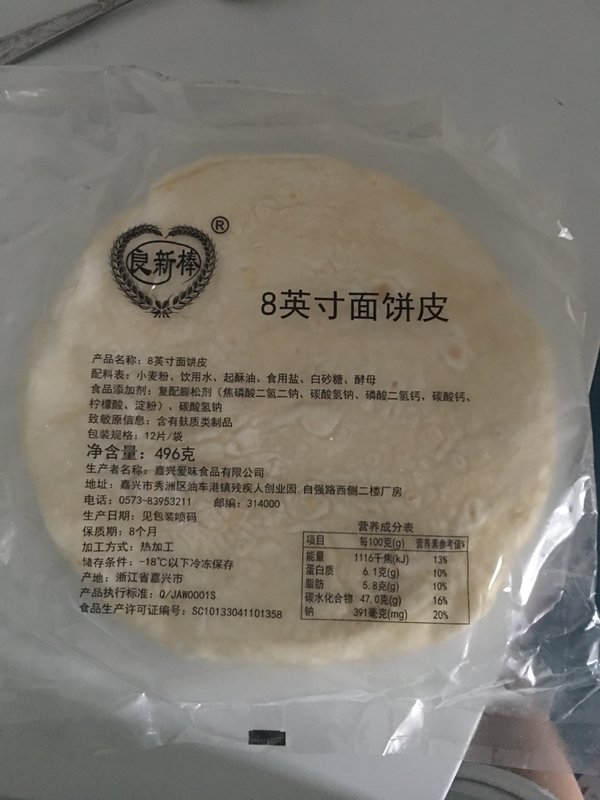 良新棒®
8英寸面饼皮
产品名称：8英寸面饼皮
配料表：小麦粉、饮用水、起酥油、食用盐、白砂糖、酵母
食品添加剂：复配膨松剂（焦磷酸二氢二钠、碳酸氢钠、磷酸二氢钙、碳酸钙、
柠檬酸、淀粉）、碳酸氢钠
致敏原信息：含有麸质类制品
包装规格：12片/袋
净含量：496克
生产者名称：嘉兴爱味食品有限公司
地址：嘉兴市秀洲区油车港镇残疾人创业园.自强路西侧二楼厂房
电话：0573-83953211 邮编：314000
生产日期：见包装喷码
保质期：8个月
加工方式：热加工
储存条件：-18℃以下冷冻保存
产地：浙江省嘉兴市
产品执行标准：Q/JAW0001S
食品生产许可证编号：SC10133041101358
营养成分表
项目 每100克(g) 营养素参考值%
能量 1116千焦(kJ) 13%
蛋白质 6.1克(g) 10%
脂肪 5.8克(g) 10%
碳水化合物 47.0克(g) 16%
钠 391毫克(mg) 20%